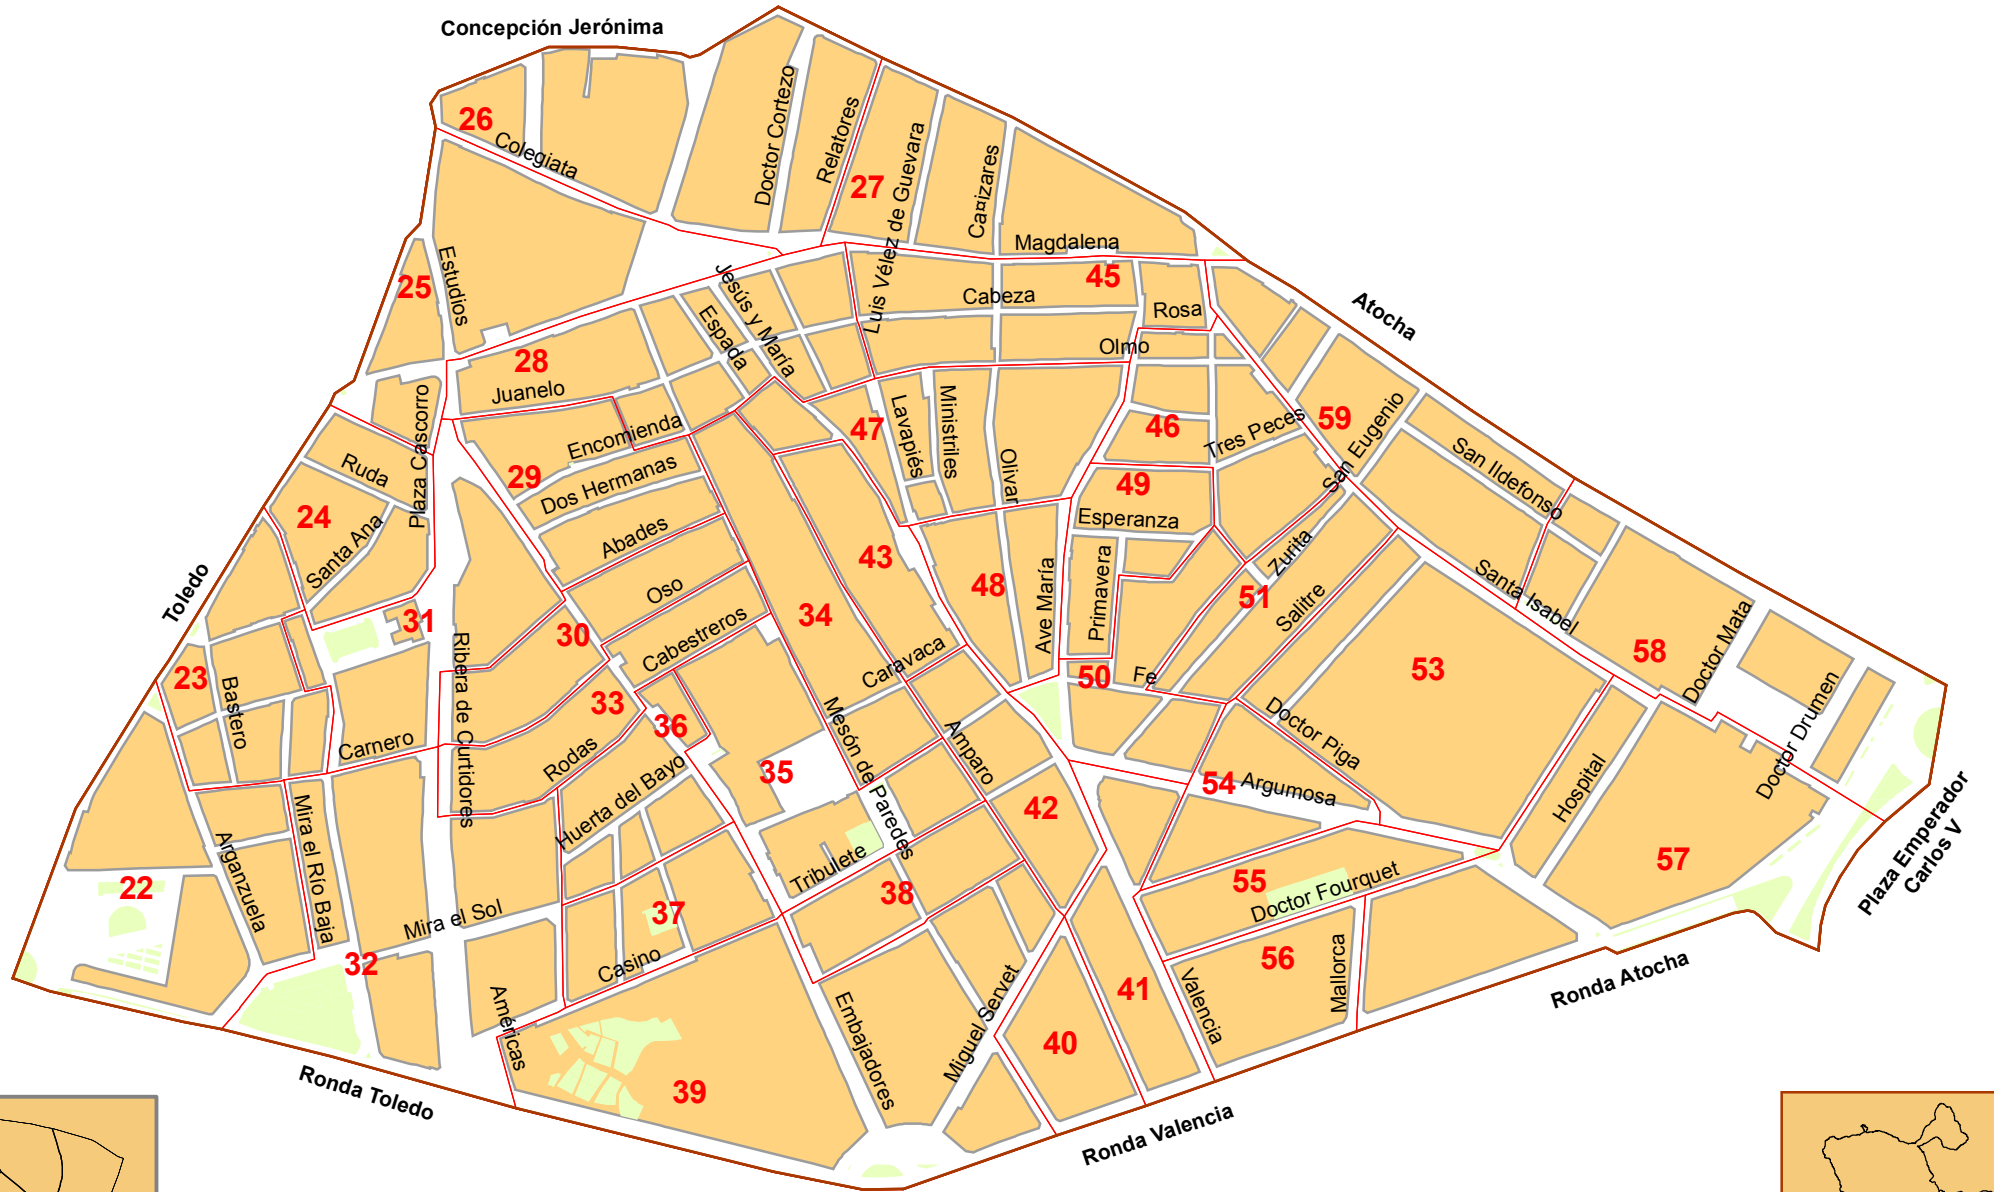 Concepción Jerónima
26
Colegiata
Doctor Cortezo
Relatores
27
Luis Vélez de Guevara
Cañizares
Magdalena
Estudios
25
Jesús y María
45
Cabeza
Rosa
Atocha
Espada
28
Olmo
Juanelo
Plaza Cascorro
Lavapiés
Ministriles
47
46
Tres Peces
59
San Eugenio
Encomienda
29
Dos Hermanas
Ruda
Olivar
49
San Ildefonso
24
Santa Ana
Abades
Esperanza
43
Zurita
Toledo
Oso
48
Ave María
Primavera
51
Salitre
Santa Isabel
34
31
30
Cabestreros
Ribera de Curtidores
Caravaca
58
Doctor Mata
23
Bastero
50
Fe
53
33
36
Mesón de Paredes
Amparo
Doctor Piga
Doctor Drumen
Carnero
Rodas
35
54
Argumosa
Hospital
Huerta del Bayo
42
Mira el Río Baja
Arganzuela
Plaza Emperador
Carlos V
57
22
Tribulete
38
55
Doctor Fourquet
37
Mira el Sol
32
Casino
56
Mallorca
Ronda Atocha
41
Valencia
Américas
Embajadores
Miguel Servet
40
39
Ronda Toledo
Ronda Valencia